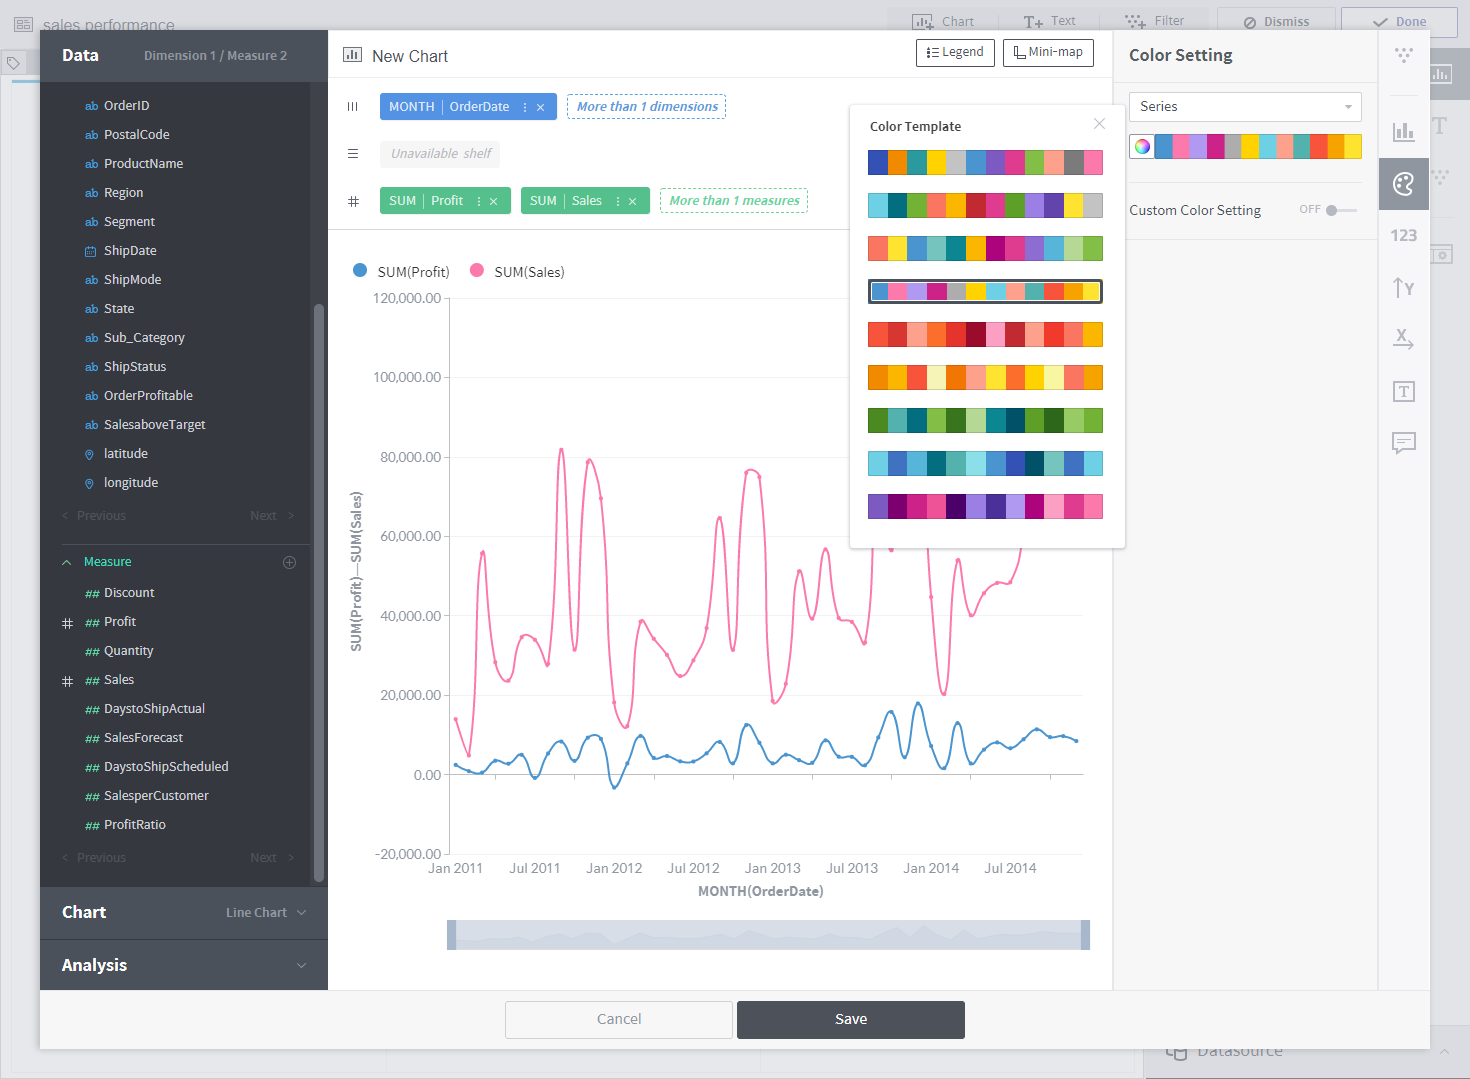 sales performance
Chart
Text
Filter
Dismiss
Done
Data
Dimension 1 / Measure 2
ab OrderID
ab PostalCode
ab ProductName
ab Region
ab Segment
ShipDate
ab ShipMode
ab State
ab Sub_Category
ab ShipStatus
ab OrderProfitable
ab SalesaboveTarget
latitude
longitude
< Previous
Next >
Measure
## Discount
# ## Profit
## Quantity
# ## Sales
## DaystoShipActual
## SalesForecast
## DaystoShipScheduled
## SalesperCustomer
## ProfitRatio
< Previous
Next >
Chart
Line Chart
Analysis
New Chart
Legend
Mini-map
MONTH | OrderDate
More than 1 dimensions
Unavailable shelf
# SUM | Profit
SUM | Sales
More than 1 measures
SUM(Profit)
SUM(Sales)
120,000.00
100,000.00
80,000.00
60,000.00
40,000.00
20,000.00
0.00
-20,000.00
SUM(Profit)—SUM(Sales)
Jan 2011
Jul 2011
Jan 2012
Jul 2012
Jan 2013
Jul 2013
Jan 2014
Jul 2014
MONTH(OrderDate)
Color Template
Color Setting
Series
Custom Color Setting
OFF
123
Y
X
T
T
Cancel
Save
Datasource